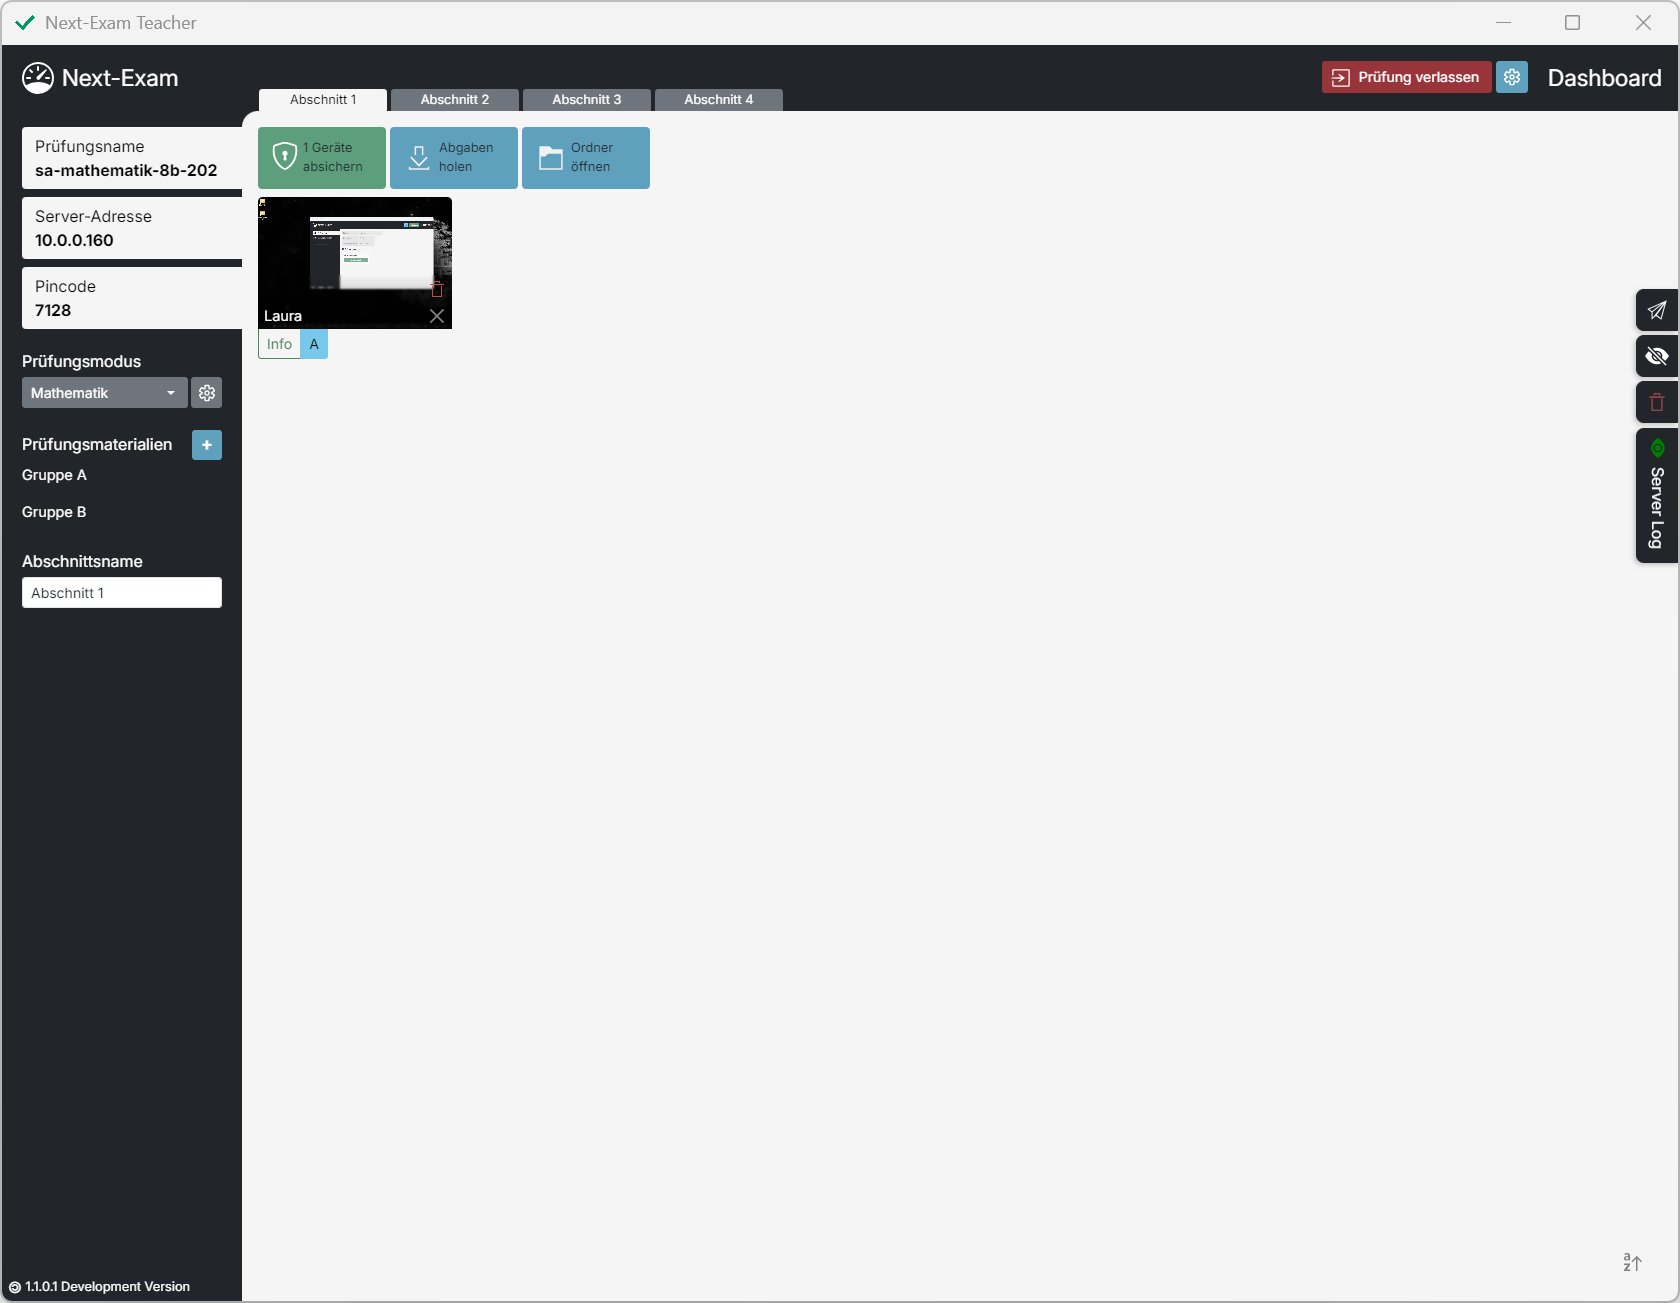 Next-Exam Teacher
Next-Exam
Abschnitt 1
Abschnitt 2
Abschnitt 3
Abschnitt 4
Prüfung verlassen
Dashboard
Prüfungsname
sa-mathematik-8b-202
Server-Adresse
10.0.0.160
Pincode
7128
Prüfungsmodus
Mathematik
Prüfungsmaterialien
+
Gruppe A
Gruppe B
Abschnittsname
Abschnitt 1
1.1.0.1 Development Version
1 Geräte
absichern
Abgaben
holen
Ordner
öffnen
Laura
Info
A
Server Log
a
z